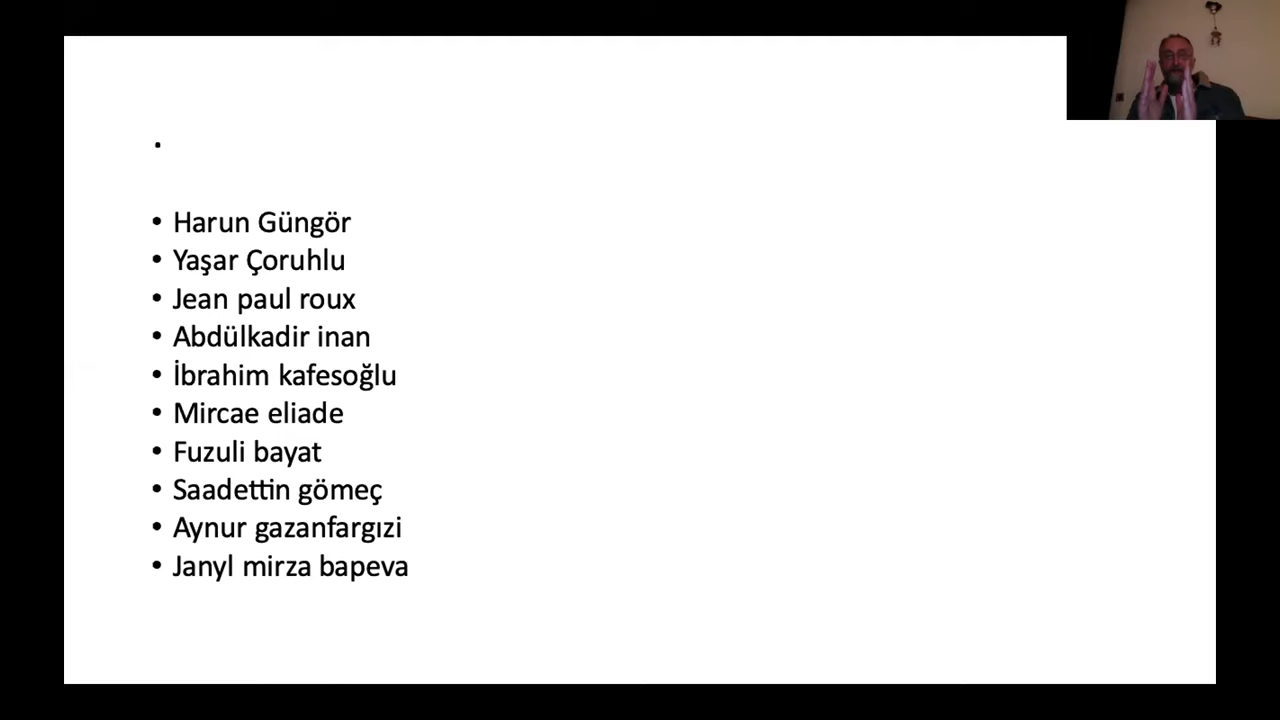 .
• Harun Güngör
• Yaşar Çoruhlu
• Jean paul roux
• Abdülkadir inan
• İbrahim kafesoğlu
• Mircae eliade
• Fuzuli bayat
• Saadettin gömeç
• Aynur gazanfargızi
• Janyl mirza bapeva